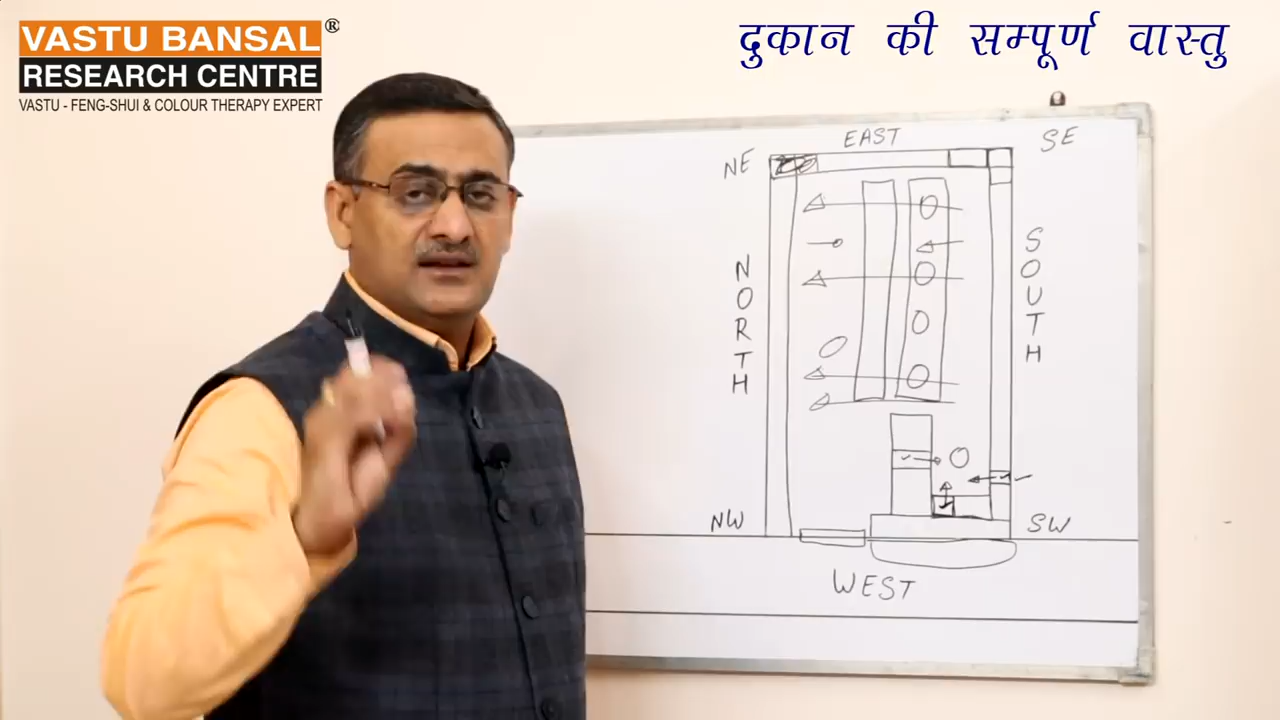 VASTU BANSAL®
RESEARCH CENTRE
VASTU - FENG-SHUI & COLOUR THERAPY EXPERT
दुकान की सम्पूर्ण वास्तु
EAST
NE
SE
NORTH
SOUTH
NW
SW
WEST